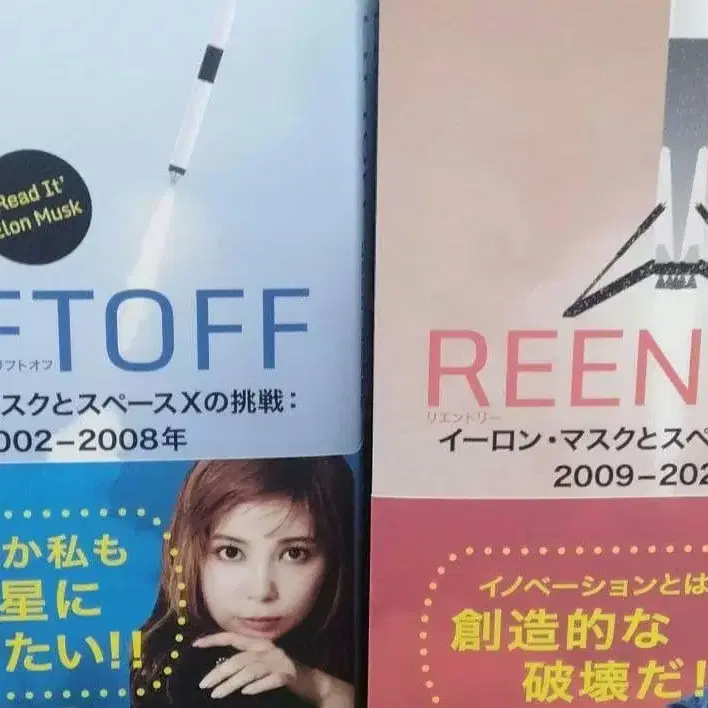 Read It'
Elon Musk
FTOFF
リフトオフ
スクとスペースXの挑戦:
002-2008年
か私も
星に
たい!!
REEN
リエントリー
イーロン・マスクとスペ
2009-202
イノベーションとは
創造的な
破壊だ!